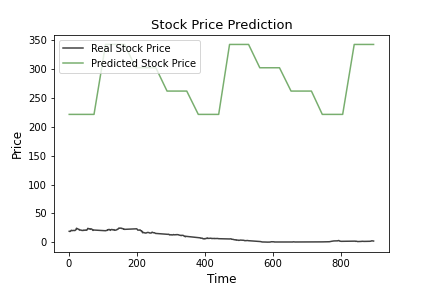 Stock Price Prediction
350
300
250
200
150
100
50
0
Price
Real Stock Price
Predicted Stock Price
0 200 400 600 800
Time